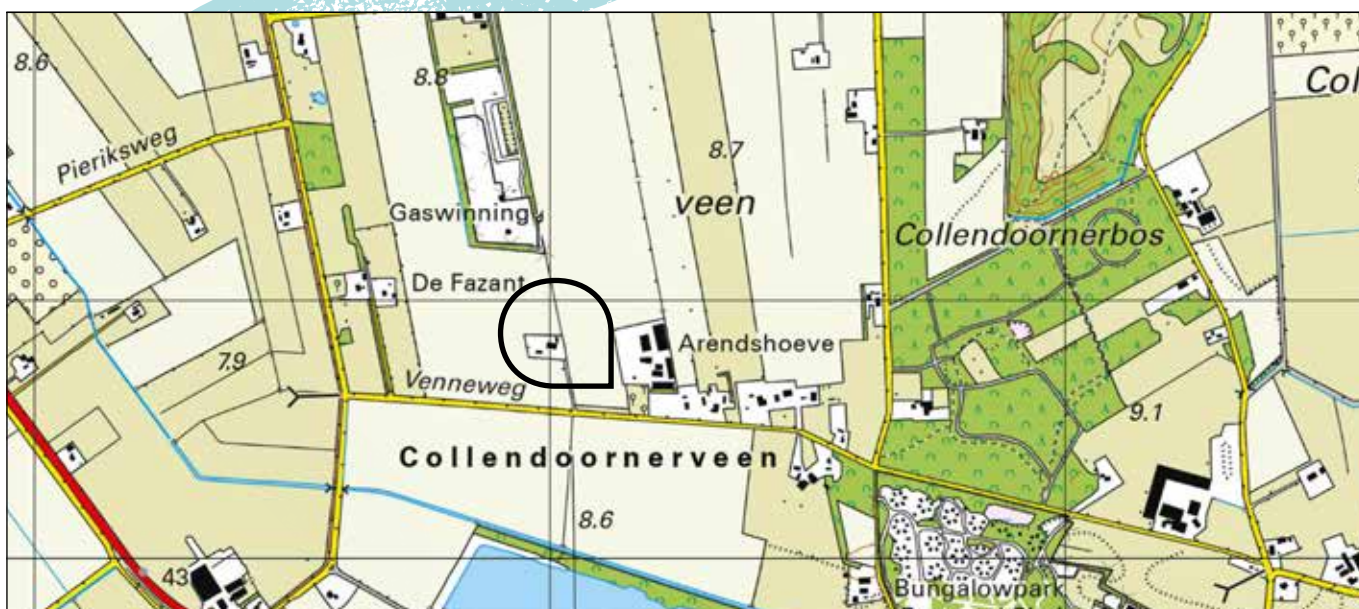 8.6
8.8
Col
Pieriksweg
8.7
veen
Gaswinning
Collendoornerbos
De Fazant
Arendshoeve
7.9
Venneweg
9.1
Collendoornerveen
8.6
43
Bungalowpark